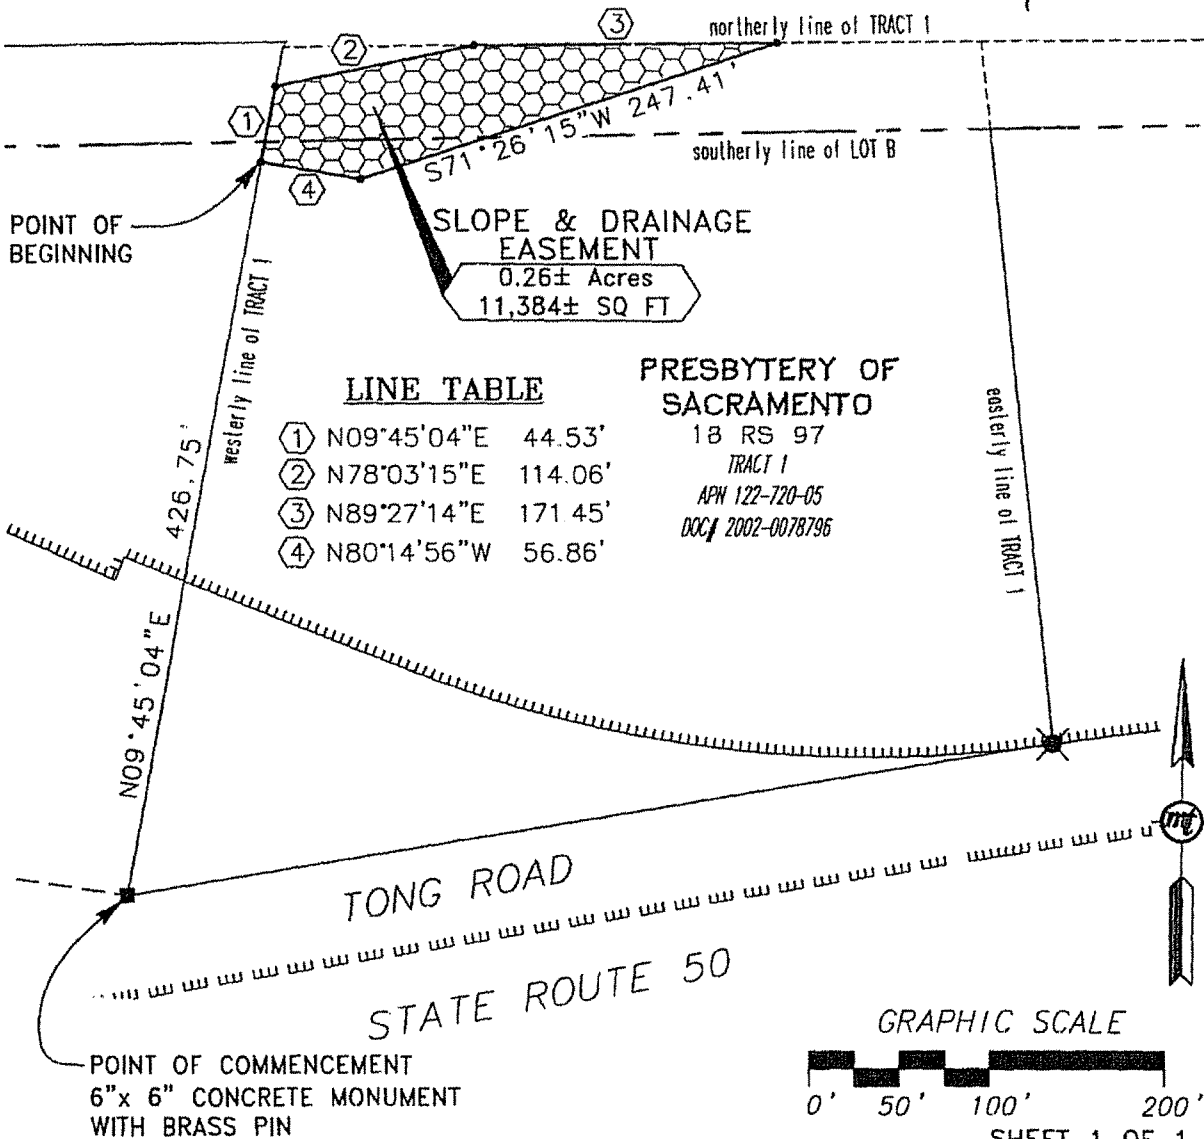 northerly line of TRACT 1
3
2
1
4
S71°26'15"W 247.41'
southerly line of LOT B
POINT OF
BEGINNING
SLOPE & DRAINAGE
EASEMENT
0.26± Acres
11,384± SQ FT
westerly line of TRACT 1
N09°45'04"E 426.75'
LINE TABLE
1 N09°45'04"E 44.53'
2 N78°03'15"E 114.06'
3 N89°27'14"E 171.45'
4 N80°14'56"W 56.86'
PRESBYTERY OF
SACRAMENTO
18 RS 97
TRACT 1
APN 122-720-05
DOC# 2002-0078796
easterly line of TRACT 1
TONG ROAD
STATE ROUTE 50
POINT OF COMMENCEMENT
6"x 6" CONCRETE MONUMENT
WITH BRASS PIN
GRAPHIC SCALE
0' 50' 100' 200'
SHEET 1 OF 1